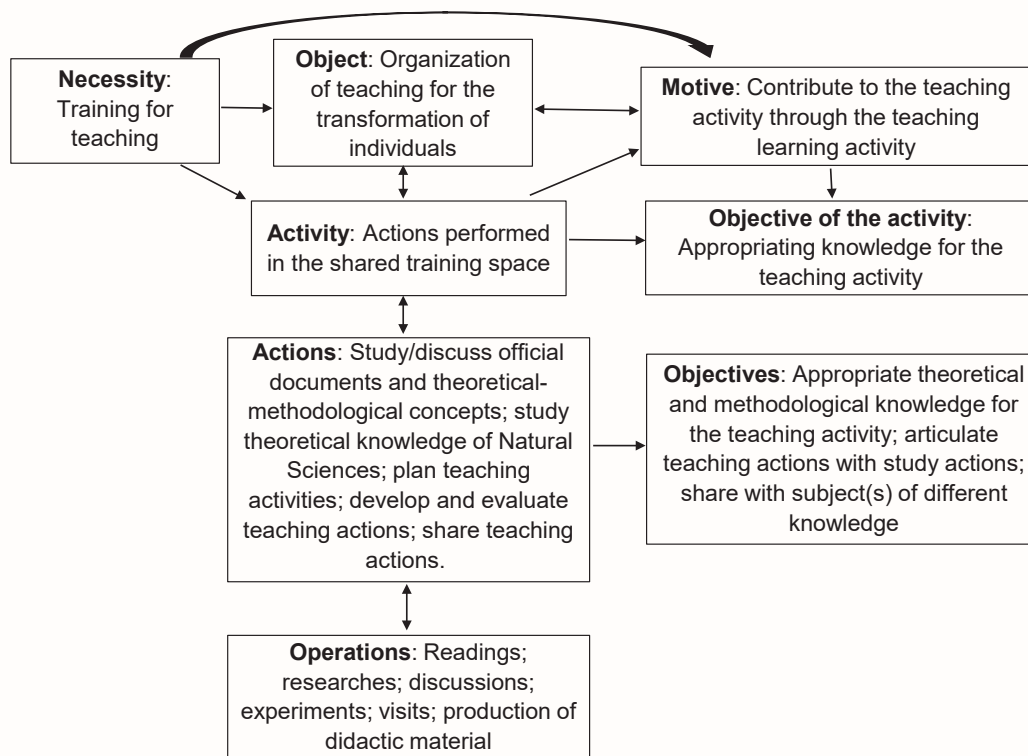 Necessity:
Training for
teaching
Object: Organization
of teaching for the
transformation of
individuals
Motive: Contribute to the teaching
activity through the teaching
learning activity
Activity: Actions performed
in the shared training space
Objective of the activity:
Appropriating knowledge for the
teaching activity
Actions: Study/discuss official
documents and theoretical-
methodological concepts; study
theoretical knowledge of Natural
Sciences; plan teaching
activities; develop and evaluate
teaching actions; share teaching
actions.
Objectives: Appropriate theoretical
and methodological knowledge for
the teaching activity; articulate
teaching actions with study actions;
share with subject(s) of different
knowledge
Operations: Readings;
researches; discussions;
experiments; visits; production of
didactic material